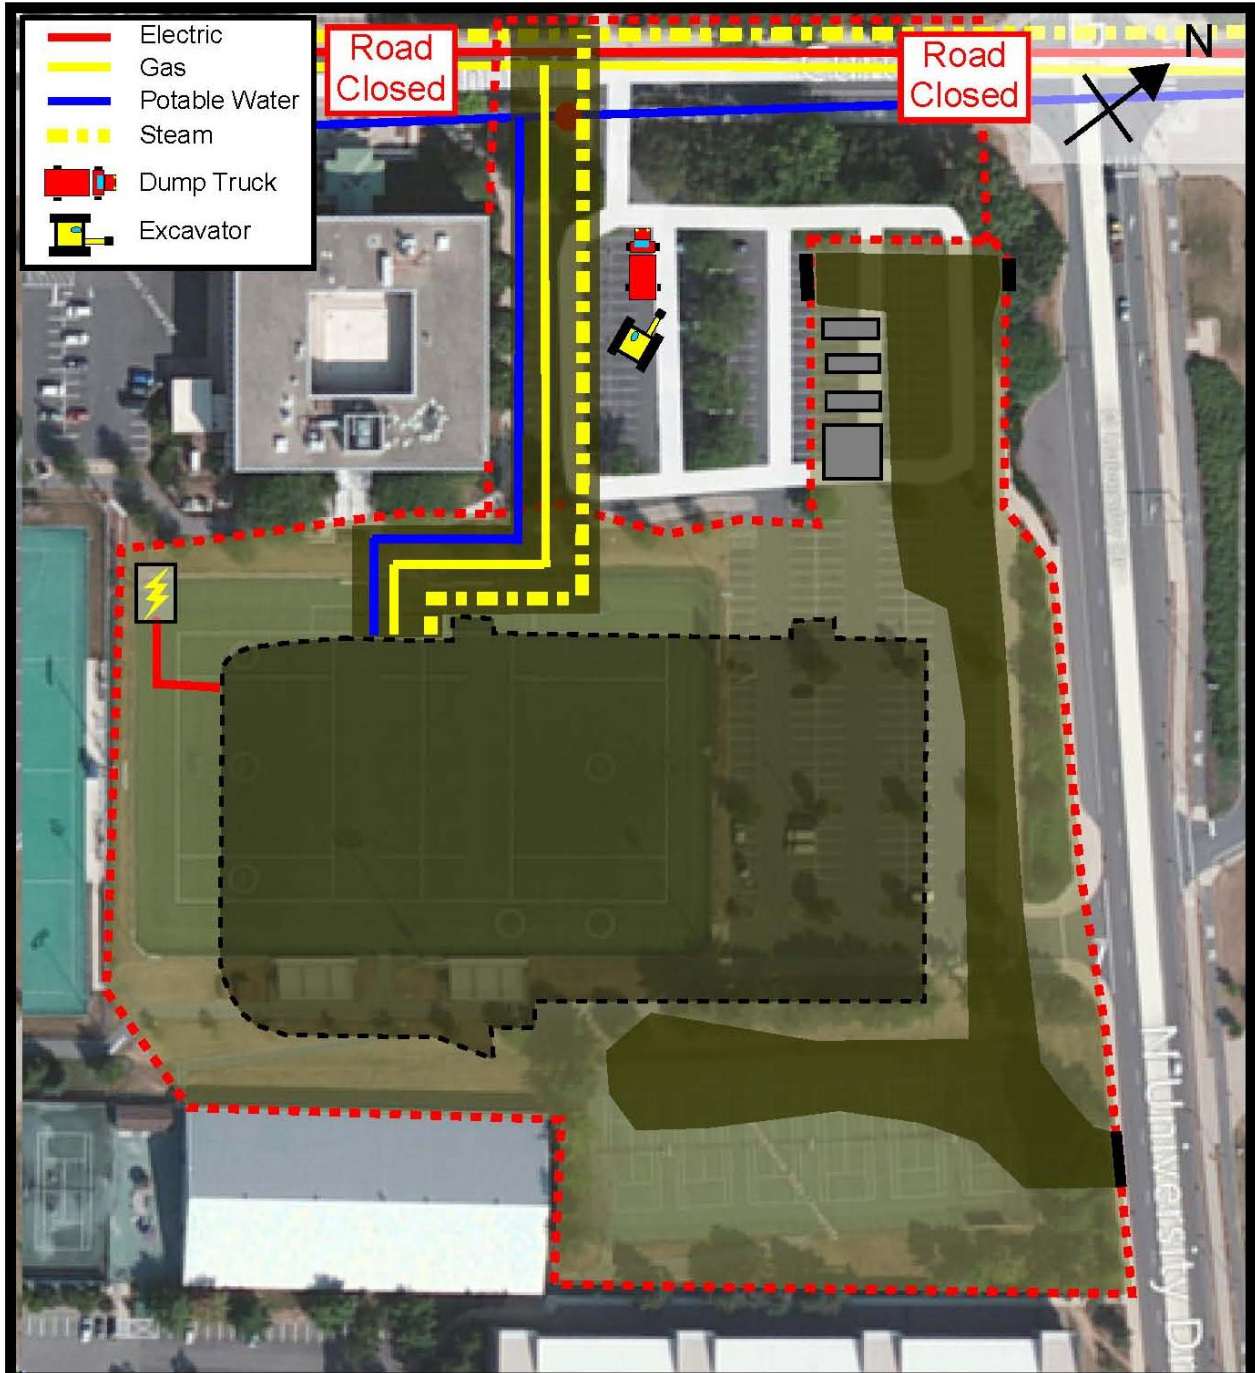 Electric
Gas
Potable Water
Steam
Dump Truck
Excavator
Road
Closed
Road
Closed
N
N University Dr